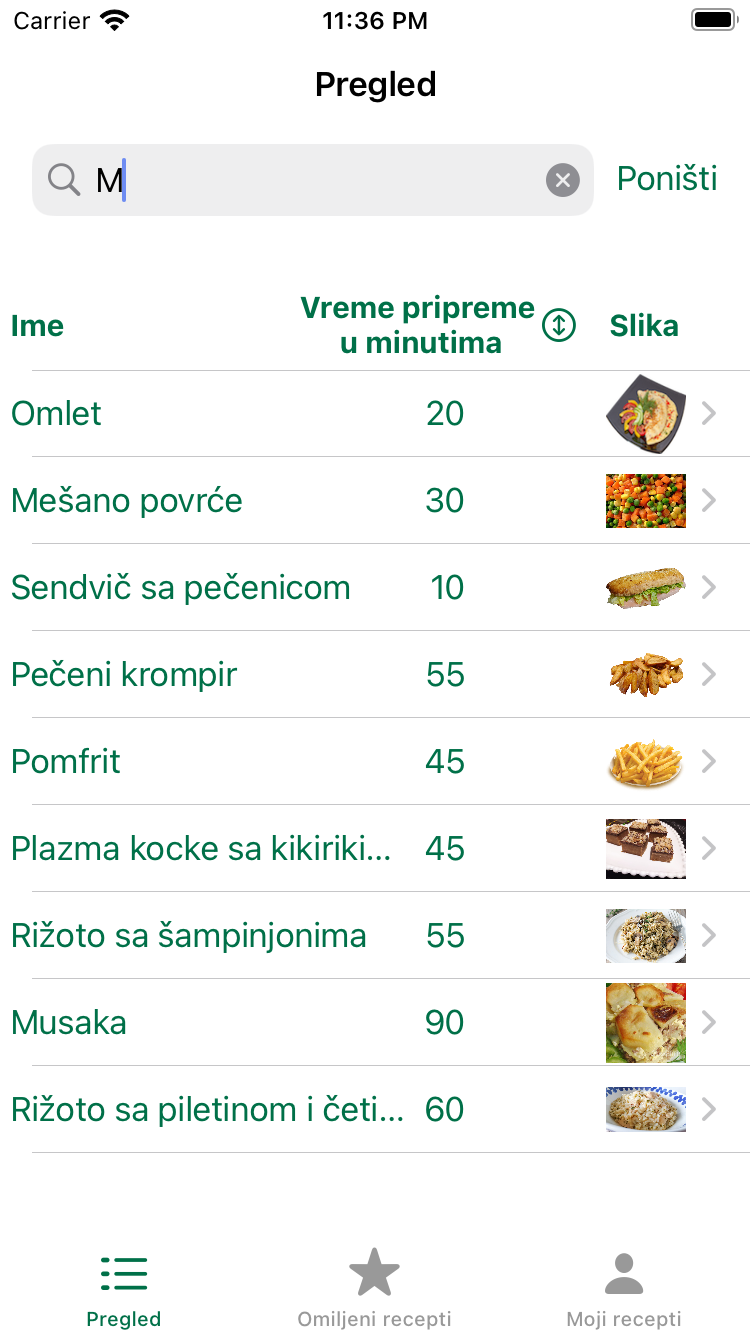 Carrier 11:36 PM
Pregled
M Poništi
Ime Vreme pripreme u minutima Slika
Omlet 20
Mešano povrće 30
Sendvič sa pečenicom 10
Pečeni krompir 55
Pomfrit 45
Plazma kocke sa kikiriki... 45
Rižoto sa šampinjonima 55
Musaka 90
Rižoto sa piletinom i četi... 60
Pregled Omiljeni recepti Moji recepti